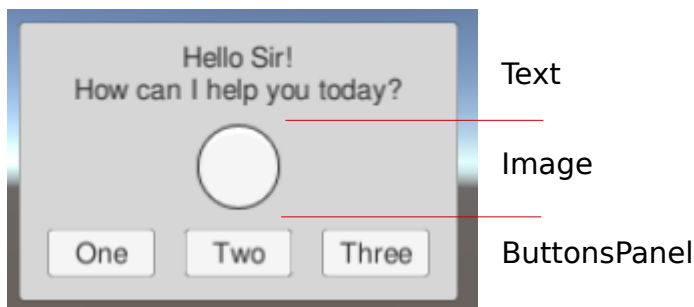 Hello Sir!
How can I help you today?
Text
Image
One Two Three
ButtonsPanel